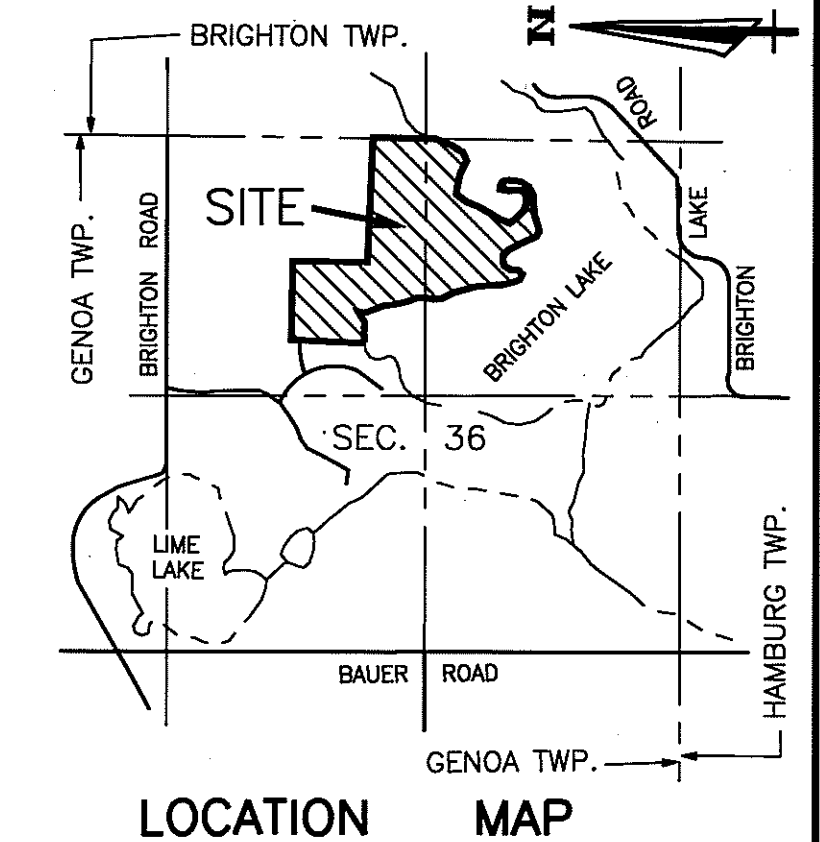 BRIGHTON TWP.
N
GENOA TWP.
BRIGHTON ROAD
SITE
ROAD
LAKE
BRIGHTON
BRIGHTON LAKE
SEC. 36
LIME
LAKE
BAUER ROAD
HAMBURG TWP.
GENOA TWP.
LOCATION MAP